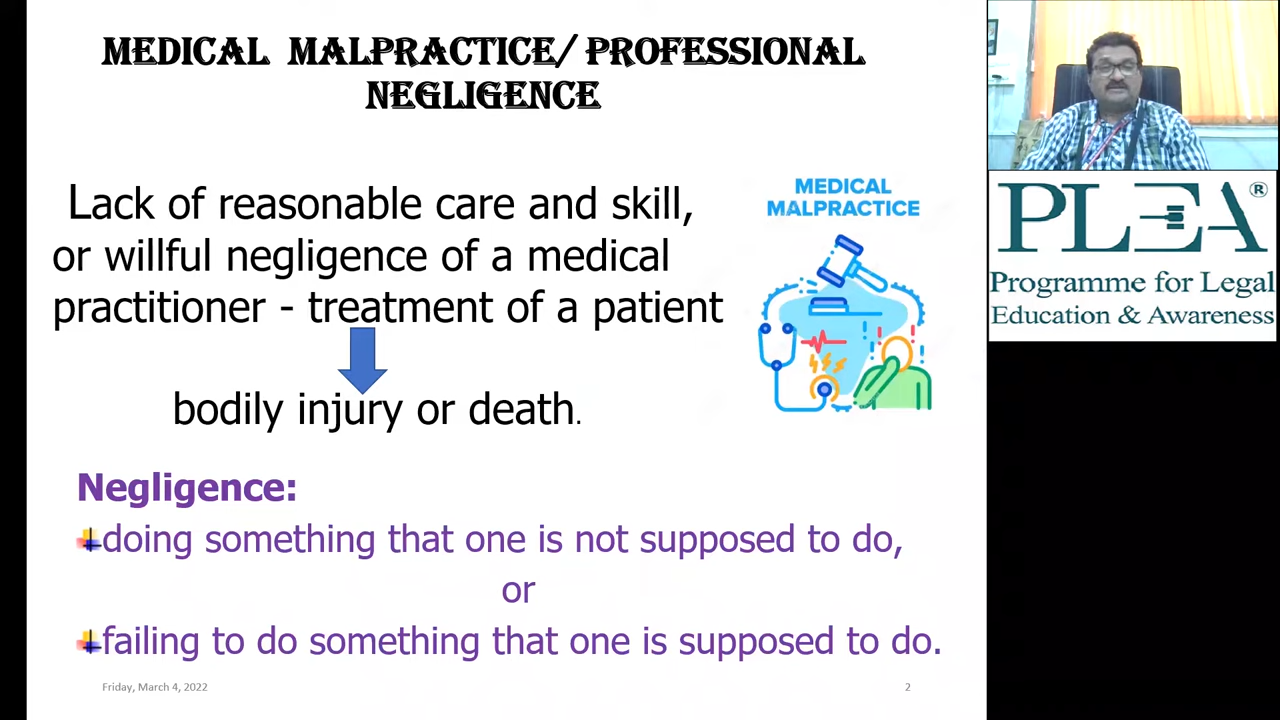 MEDICAL MALPRACTICE/ PROFESSIONAL
NEGLIGENCE
Lack of reasonable care and skill,
or willful negligence of a medical
practitioner - treatment of a patient
bodily injury or death.
MEDICAL
MALPRACTICE
Negligence:
doing something that one is not supposed to do,
or
failing to do something that one is supposed to do.
Friday, March 4, 2022
2
PLEA®
Programme for Legal
Education & Awareness